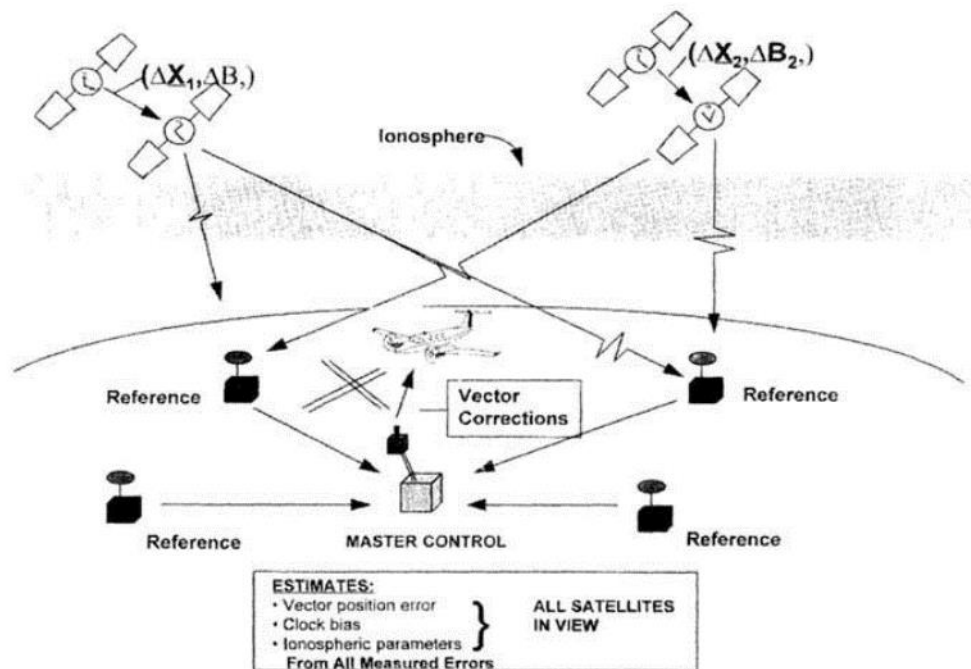 (ΔX₁,ΔB,)
(ΔX₂,ΔB₂,)
Ionosphere
Reference
Vector
Corrections
Reference
Reference
MASTER CONTROL
Reference
ESTIMATES:
• Vector position error
• Clock bias
• Ionospheric parameters
ALL SATELLITES
IN VIEW
From All Measured Errors